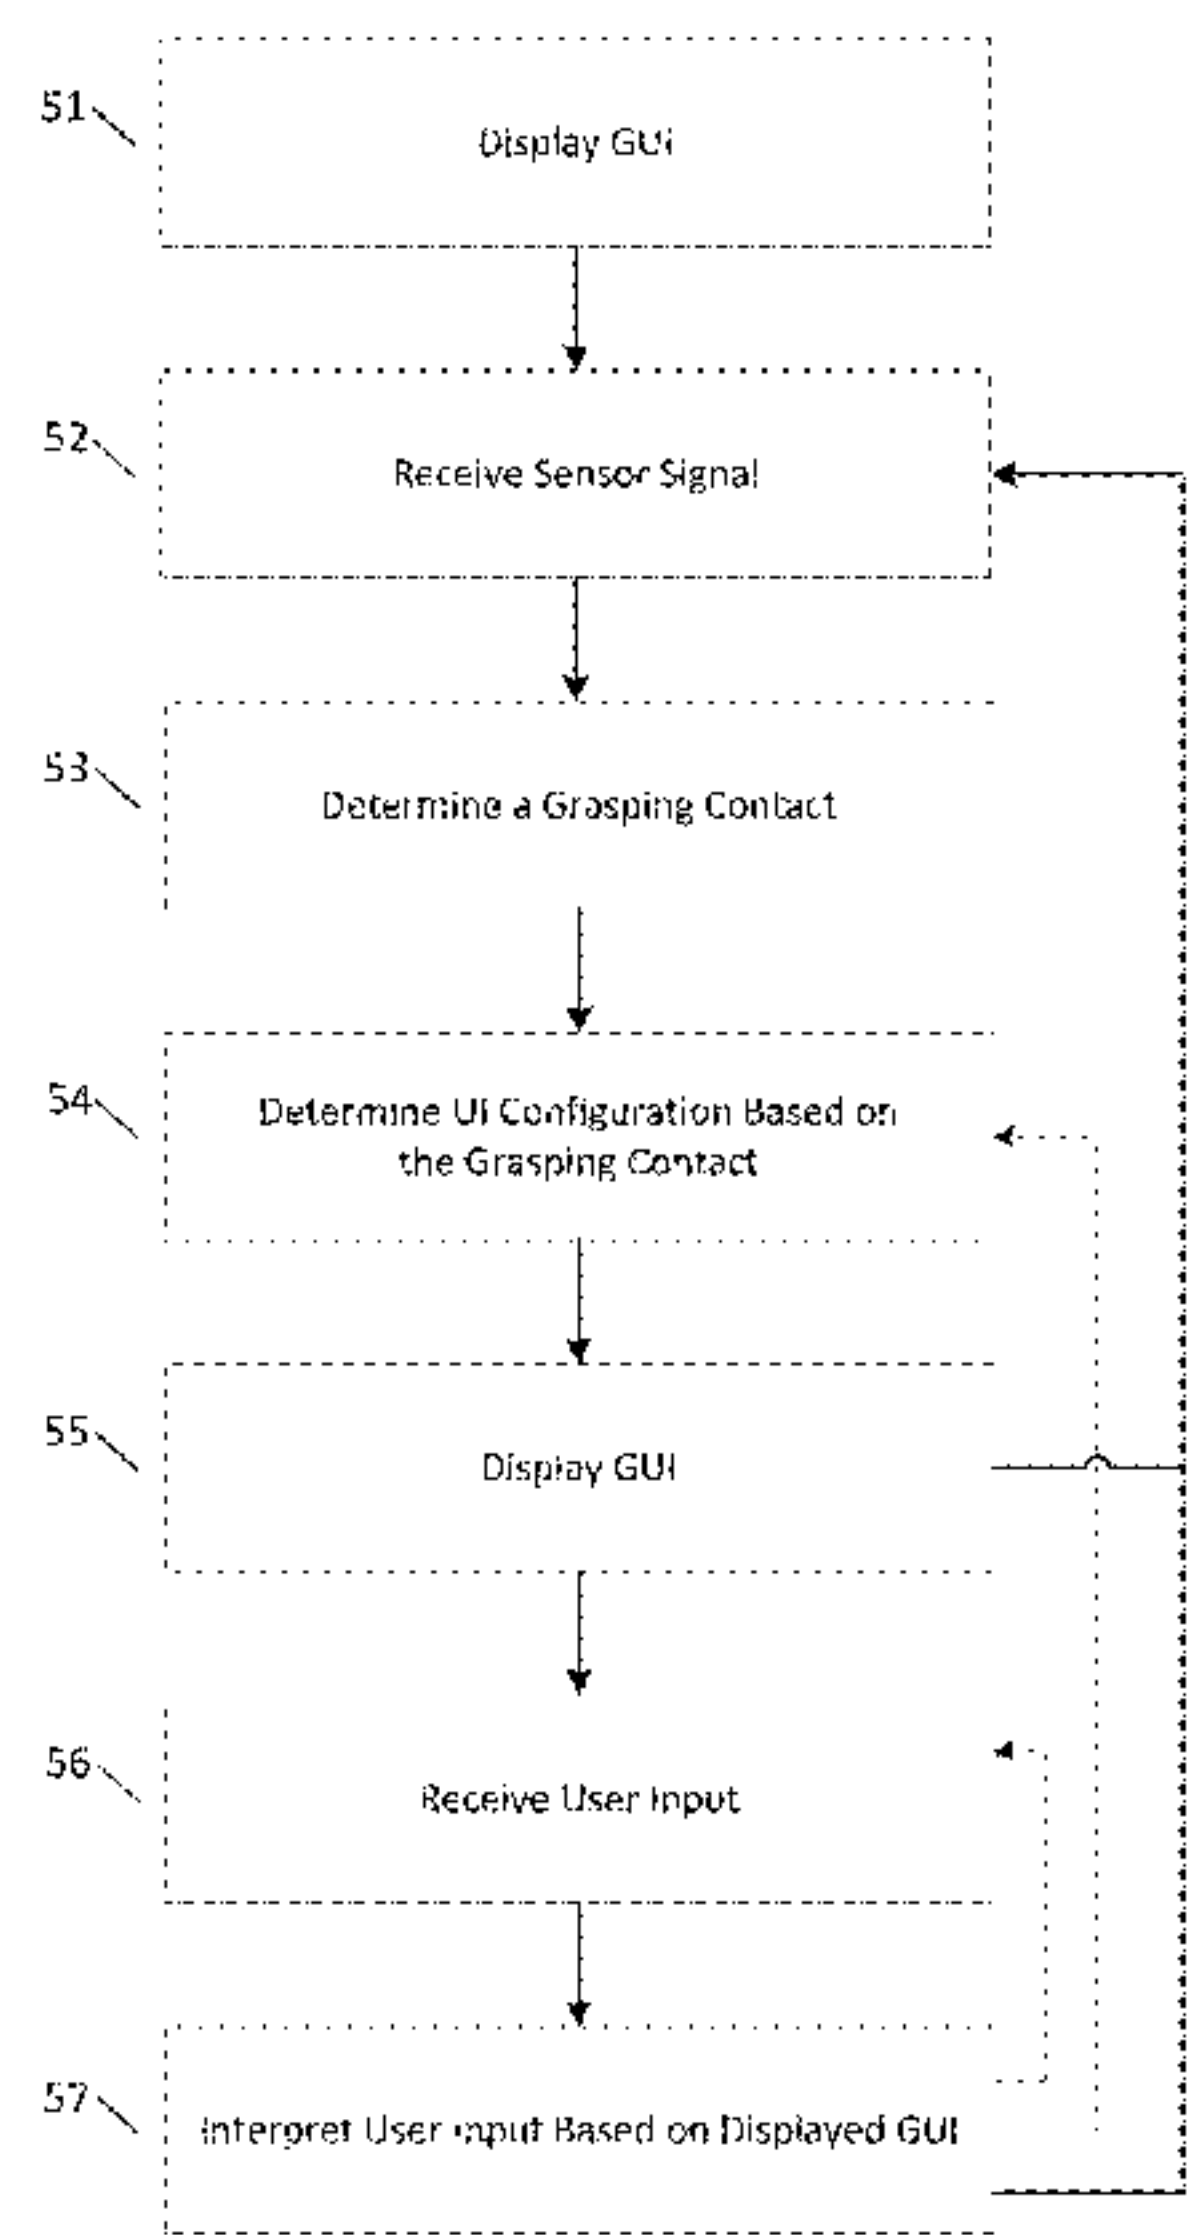 51
Display GUI
52
Receive Sensor Signal
53
Determine a Grasping Contact
54
Determine UI Configuration Based on
the Grasping Contact
55
Display GUI
56
Receive User Input
57
Interpret User Input Based on Displayed GUI